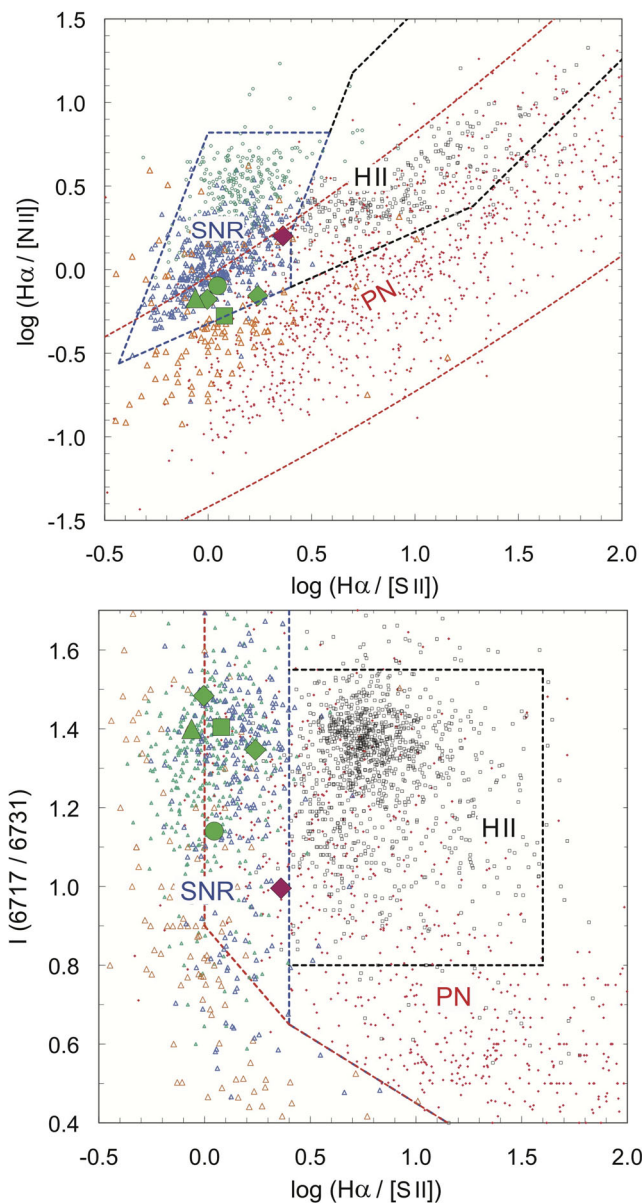 1.5
1.0
0.5
0.0
-0.5
-1.0
-1.5
log (Hα / [N II])
SNR
H II
PN
-0.5 0.0 0.5 1.0 1.5 2.0
log (Hα / [S II])
1.6
1.4
1.2
1.0
0.8
0.6
0.4
I (6717 / 6731)
SNR
H II
PN
-0.5 0.0 0.5 1.0 1.5 2.0
log (Hα / [S II])